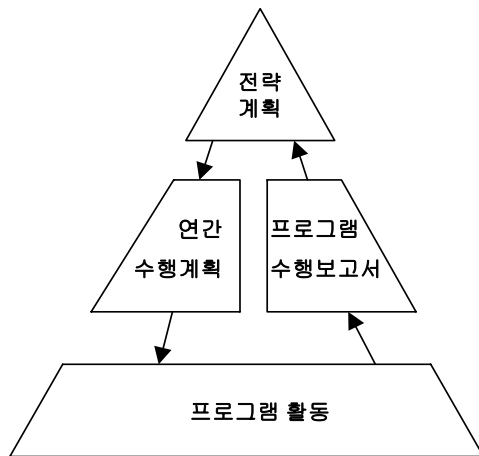 전략
계획
연간
수행계획
프로그램
수행보고서
프로그램 활동